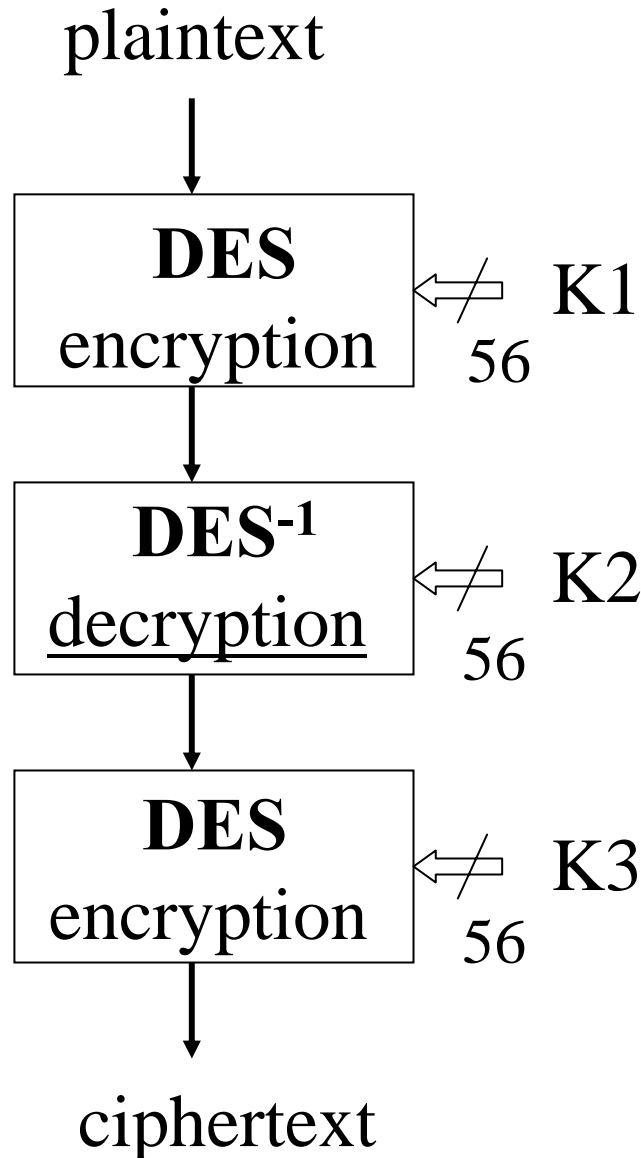 plaintext
DES
encryption
K1
56
DES-1
decryption
K2
56
DES
encryption
K3
56
ciphertext